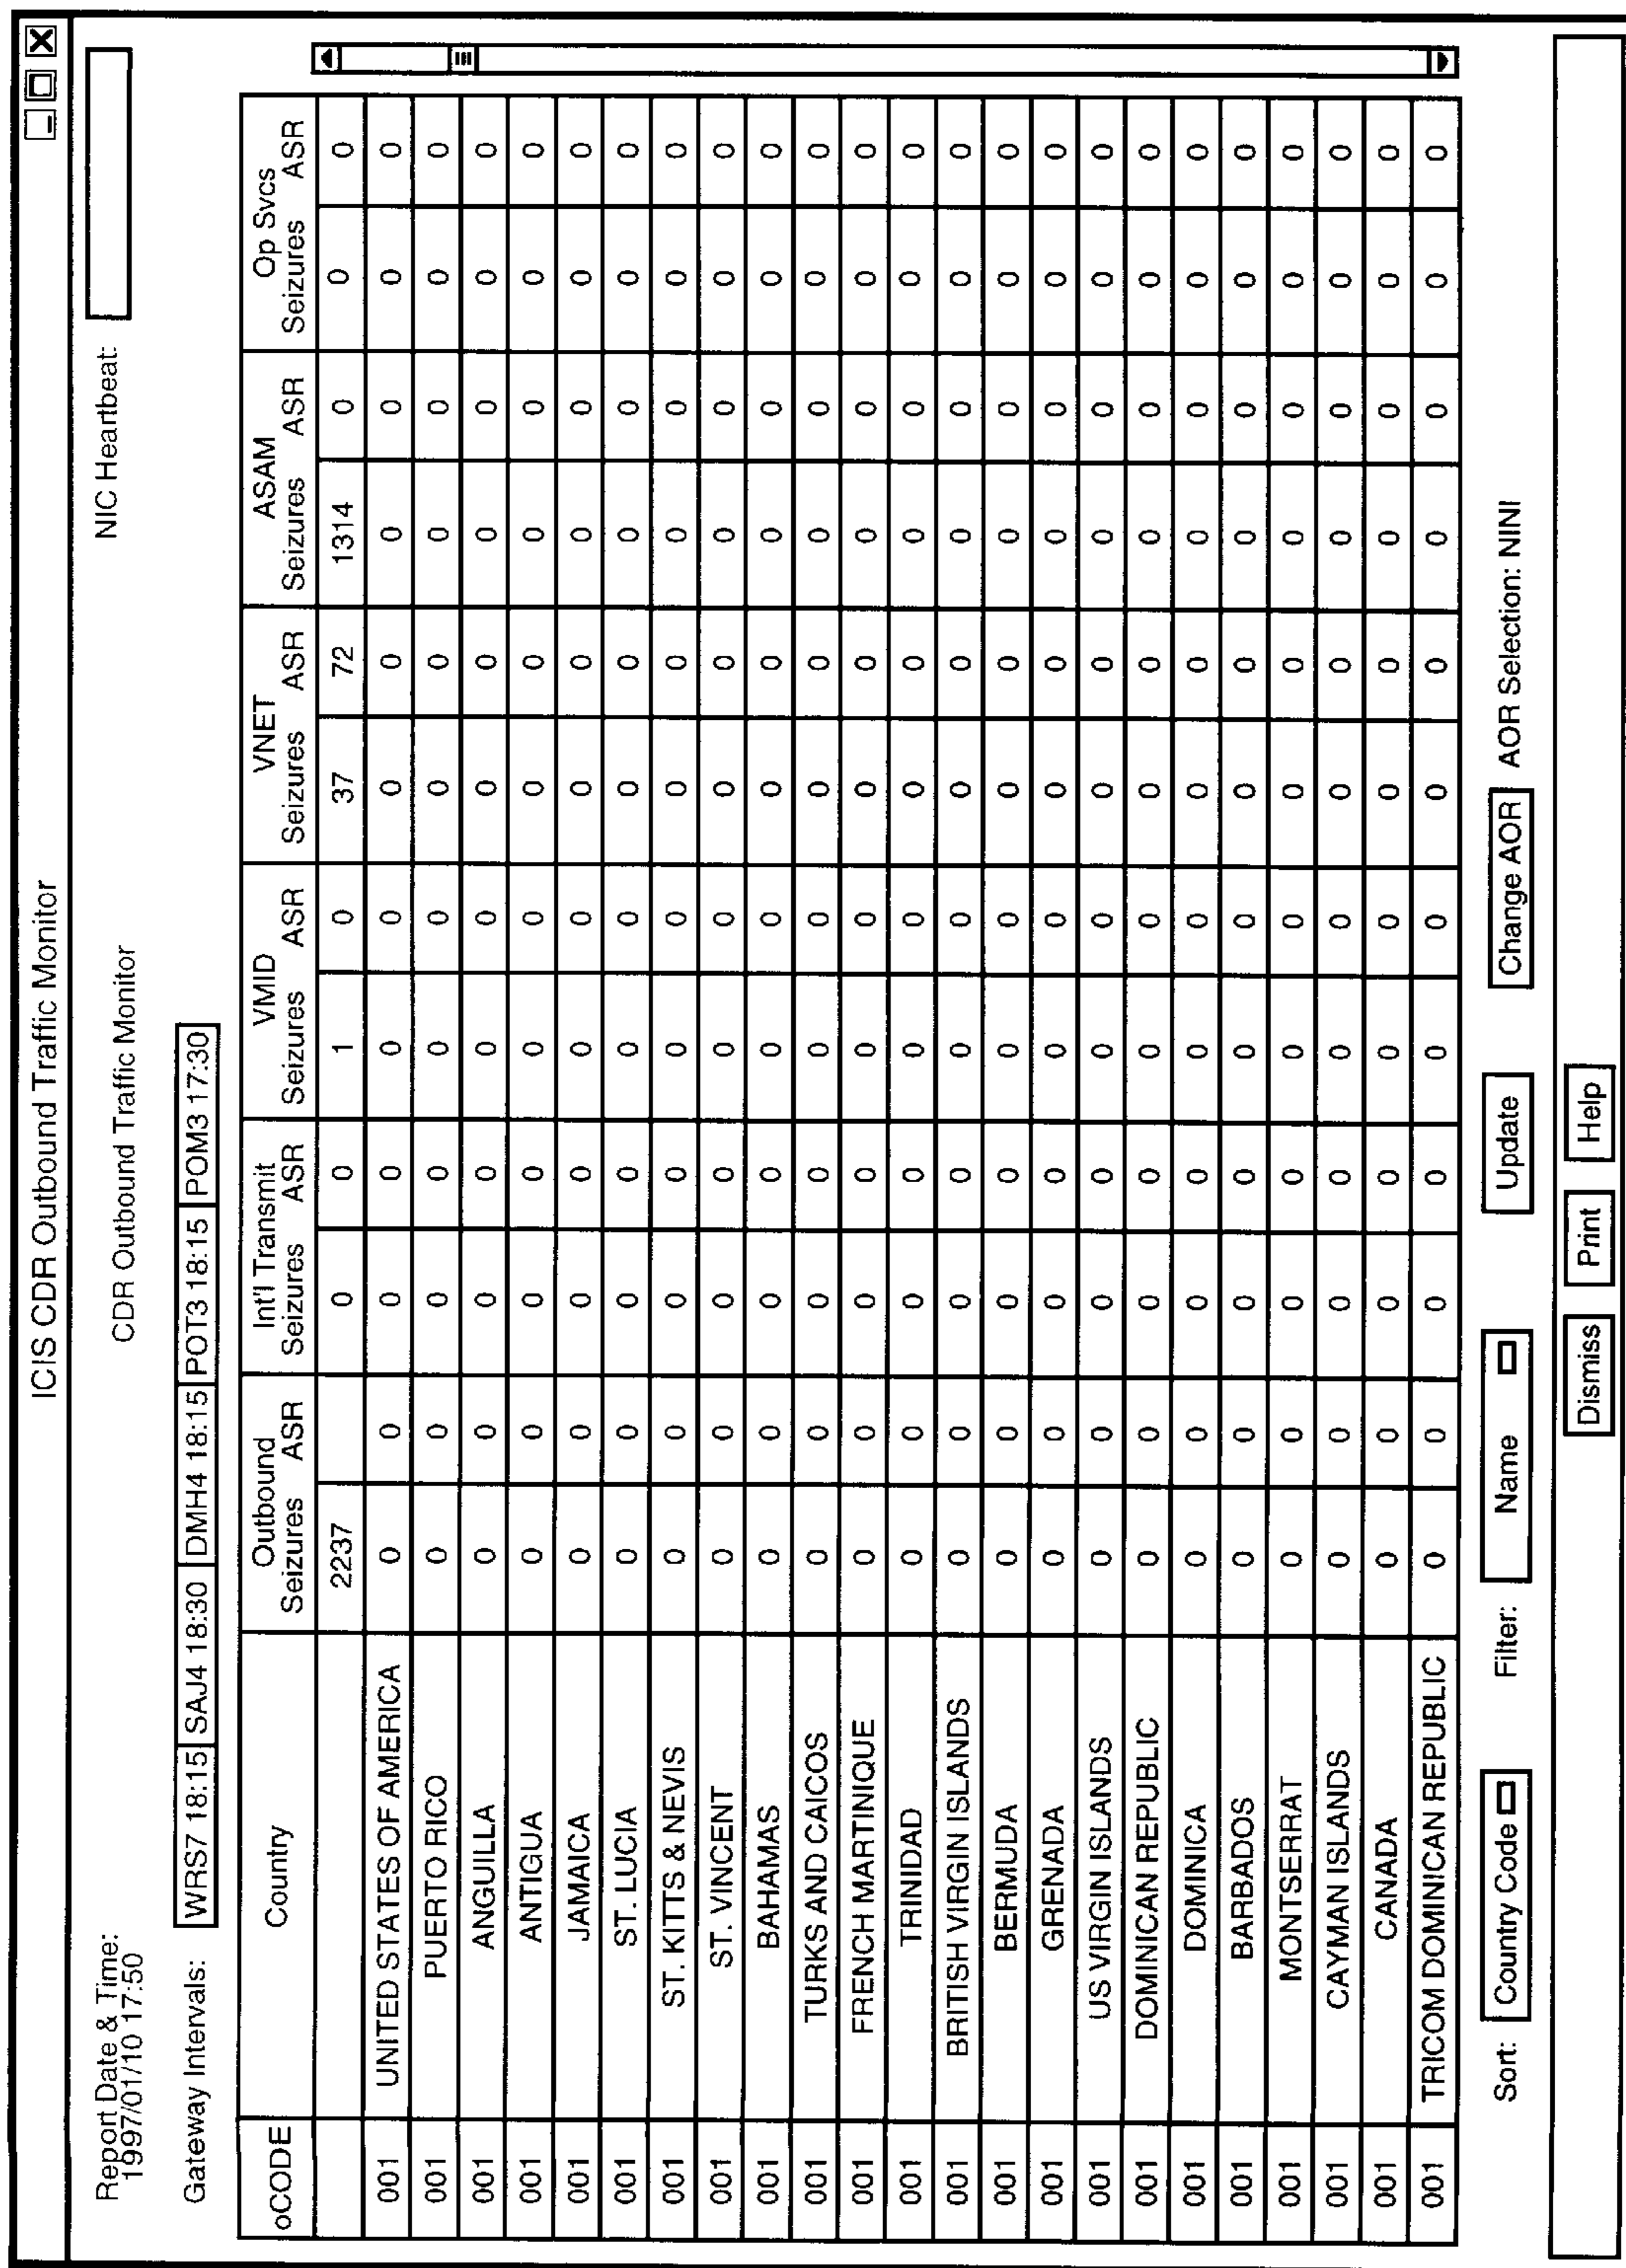 ICIS CDR Outbound Traffic Monitor
Report Date & Time:
1997/01/10 17:50
CDR Outbound Traffic Monitor
NIC Heartbeat:
Gateway Intervals: WRS7 18:15 SAJ4 18:30 DMH4 18:15 POT3 18:15 POM3 17:30
oCODE Country Outbound Int'l Transmit VMID VNET ASAM Op Svcs
Seizures ASR Seizures ASR Seizures ASR Seizures ASR Seizures ASR Seizures ASR
2237 0 0 1 0 37 72 1314 0 0 0
001 UNITED STATES OF AMERICA 0 0 0 0 0 0 0 0 0 0 0 0
001 PUERTO RICO 0 0 0 0 0 0 0 0 0 0 0 0
001 ANGUILLA 0 0 0 0 0 0 0 0 0 0 0 0
001 ANTIGUA 0 0 0 0 0 0 0 0 0 0 0 0
001 JAMAICA 0 0 0 0 0 0 0 0 0 0 0 0
001 ST. LUCIA 0 0 0 0 0 0 0 0 0 0 0 0
001 ST. KITTS & NEVIS 0 0 0 0 0 0 0 0 0 0 0 0
001 ST. VINCENT 0 0 0 0 0 0 0 0 0 0 0 0
001 BAHAMAS 0 0 0 0 0 0 0 0 0 0 0 0
001 TURKS AND CAICOS 0 0 0 0 0 0 0 0 0 0 0 0
001 FRENCH MARTINIQUE 0 0 0 0 0 0 0 0 0 0 0 0
001 TRINIDAD 0 0 0 0 0 0 0 0 0 0 0 0
001 BRITISH VIRGIN ISLANDS 0 0 0 0 0 0 0 0 0 0 0 0
001 BERMUDA 0 0 0 0 0 0 0 0 0 0 0 0
001 GRENADA 0 0 0 0 0 0 0 0 0 0 0 0
001 US VIRGIN ISLANDS 0 0 0 0 0 0 0 0 0 0 0 0
001 DOMINICAN REPUBLIC 0 0 0 0 0 0 0 0 0 0 0 0
001 DOMINICA 0 0 0 0 0 0 0 0 0 0 0 0
001 BARBADOS 0 0 0 0 0 0 0 0 0 0 0 0
001 MONTSERRAT 0 0 0 0 0 0 0 0 0 0 0 0
001 CAYMAN ISLANDS 0 0 0 0 0 0 0 0 0 0 0 0
001 CANADA 0 0 0 0 0 0 0 0 0 0 0 0
001 TRICOM DOMINICAN REPUBLIC 0 0 0 0 0 0 0 0 0 0 0 0
Sort: Country Code Filter: Name Update Change AOR AOR Selection: NINI
Dismiss Print Help